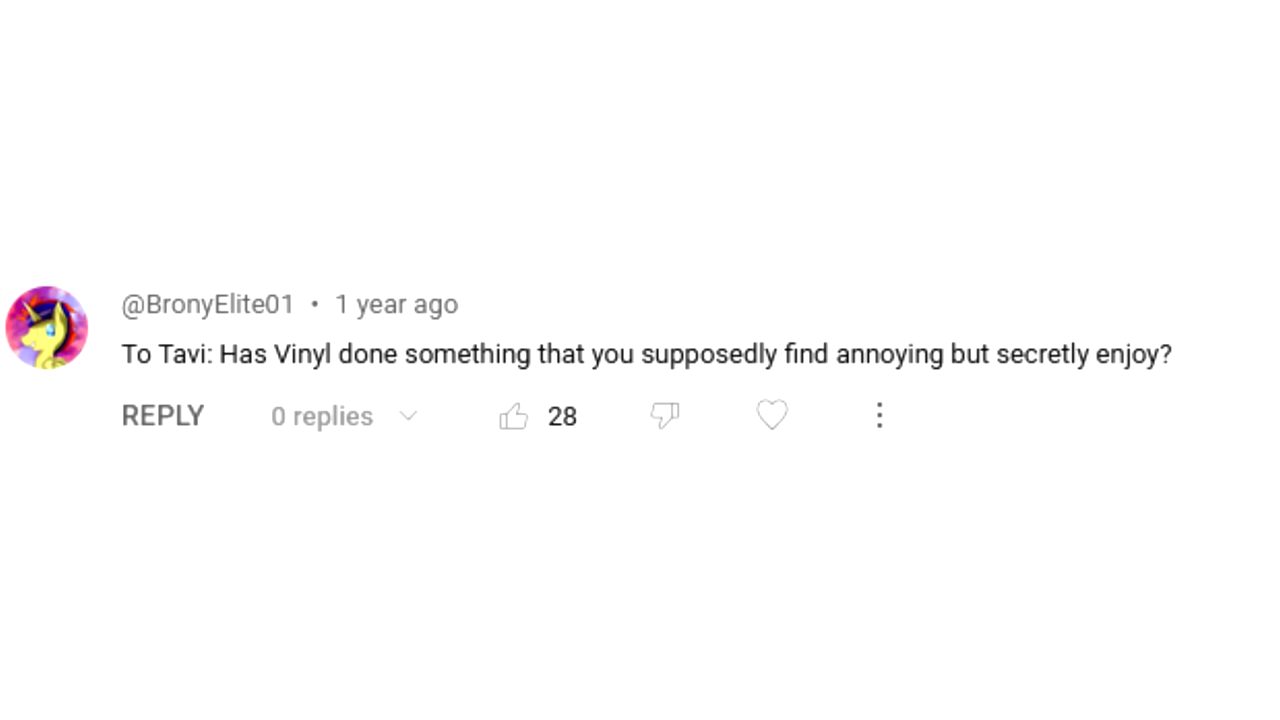 @BronyElite01 • 1 year ago
To Tavi: Has Vinyl done something that you supposedly find annoying but secretly enjoy?
REPLY 0 replies 28